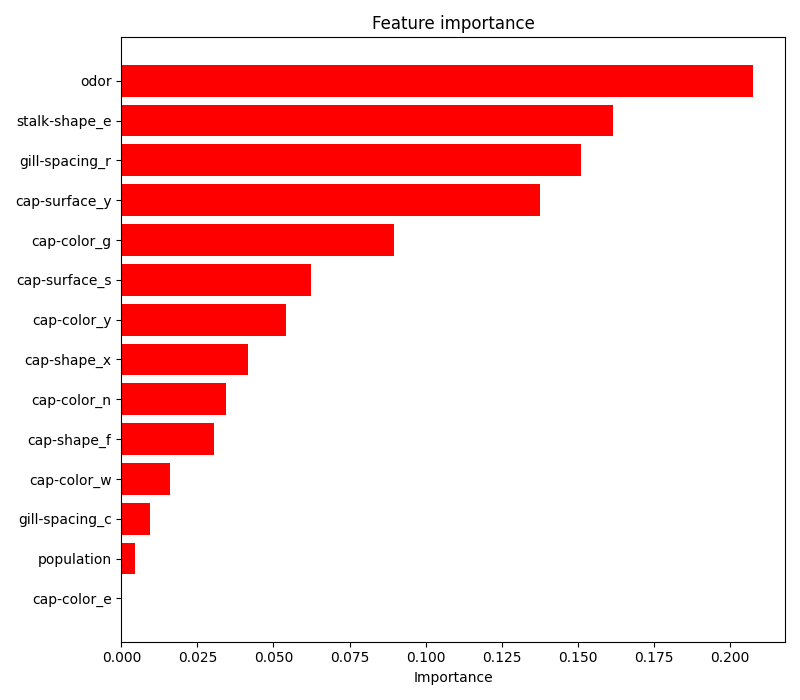 Feature importance
odor
stalk-shape_e
gill-spacing_r
cap-surface_y
cap-color_g
cap-surface_s
cap-color_y
cap-shape_x
cap-color_n
cap-shape_f
cap-color_w
gill-spacing_c
population
cap-color_e
0.000 0.025 0.050 0.075 0.100 0.125 0.150 0.175 0.200
Importance